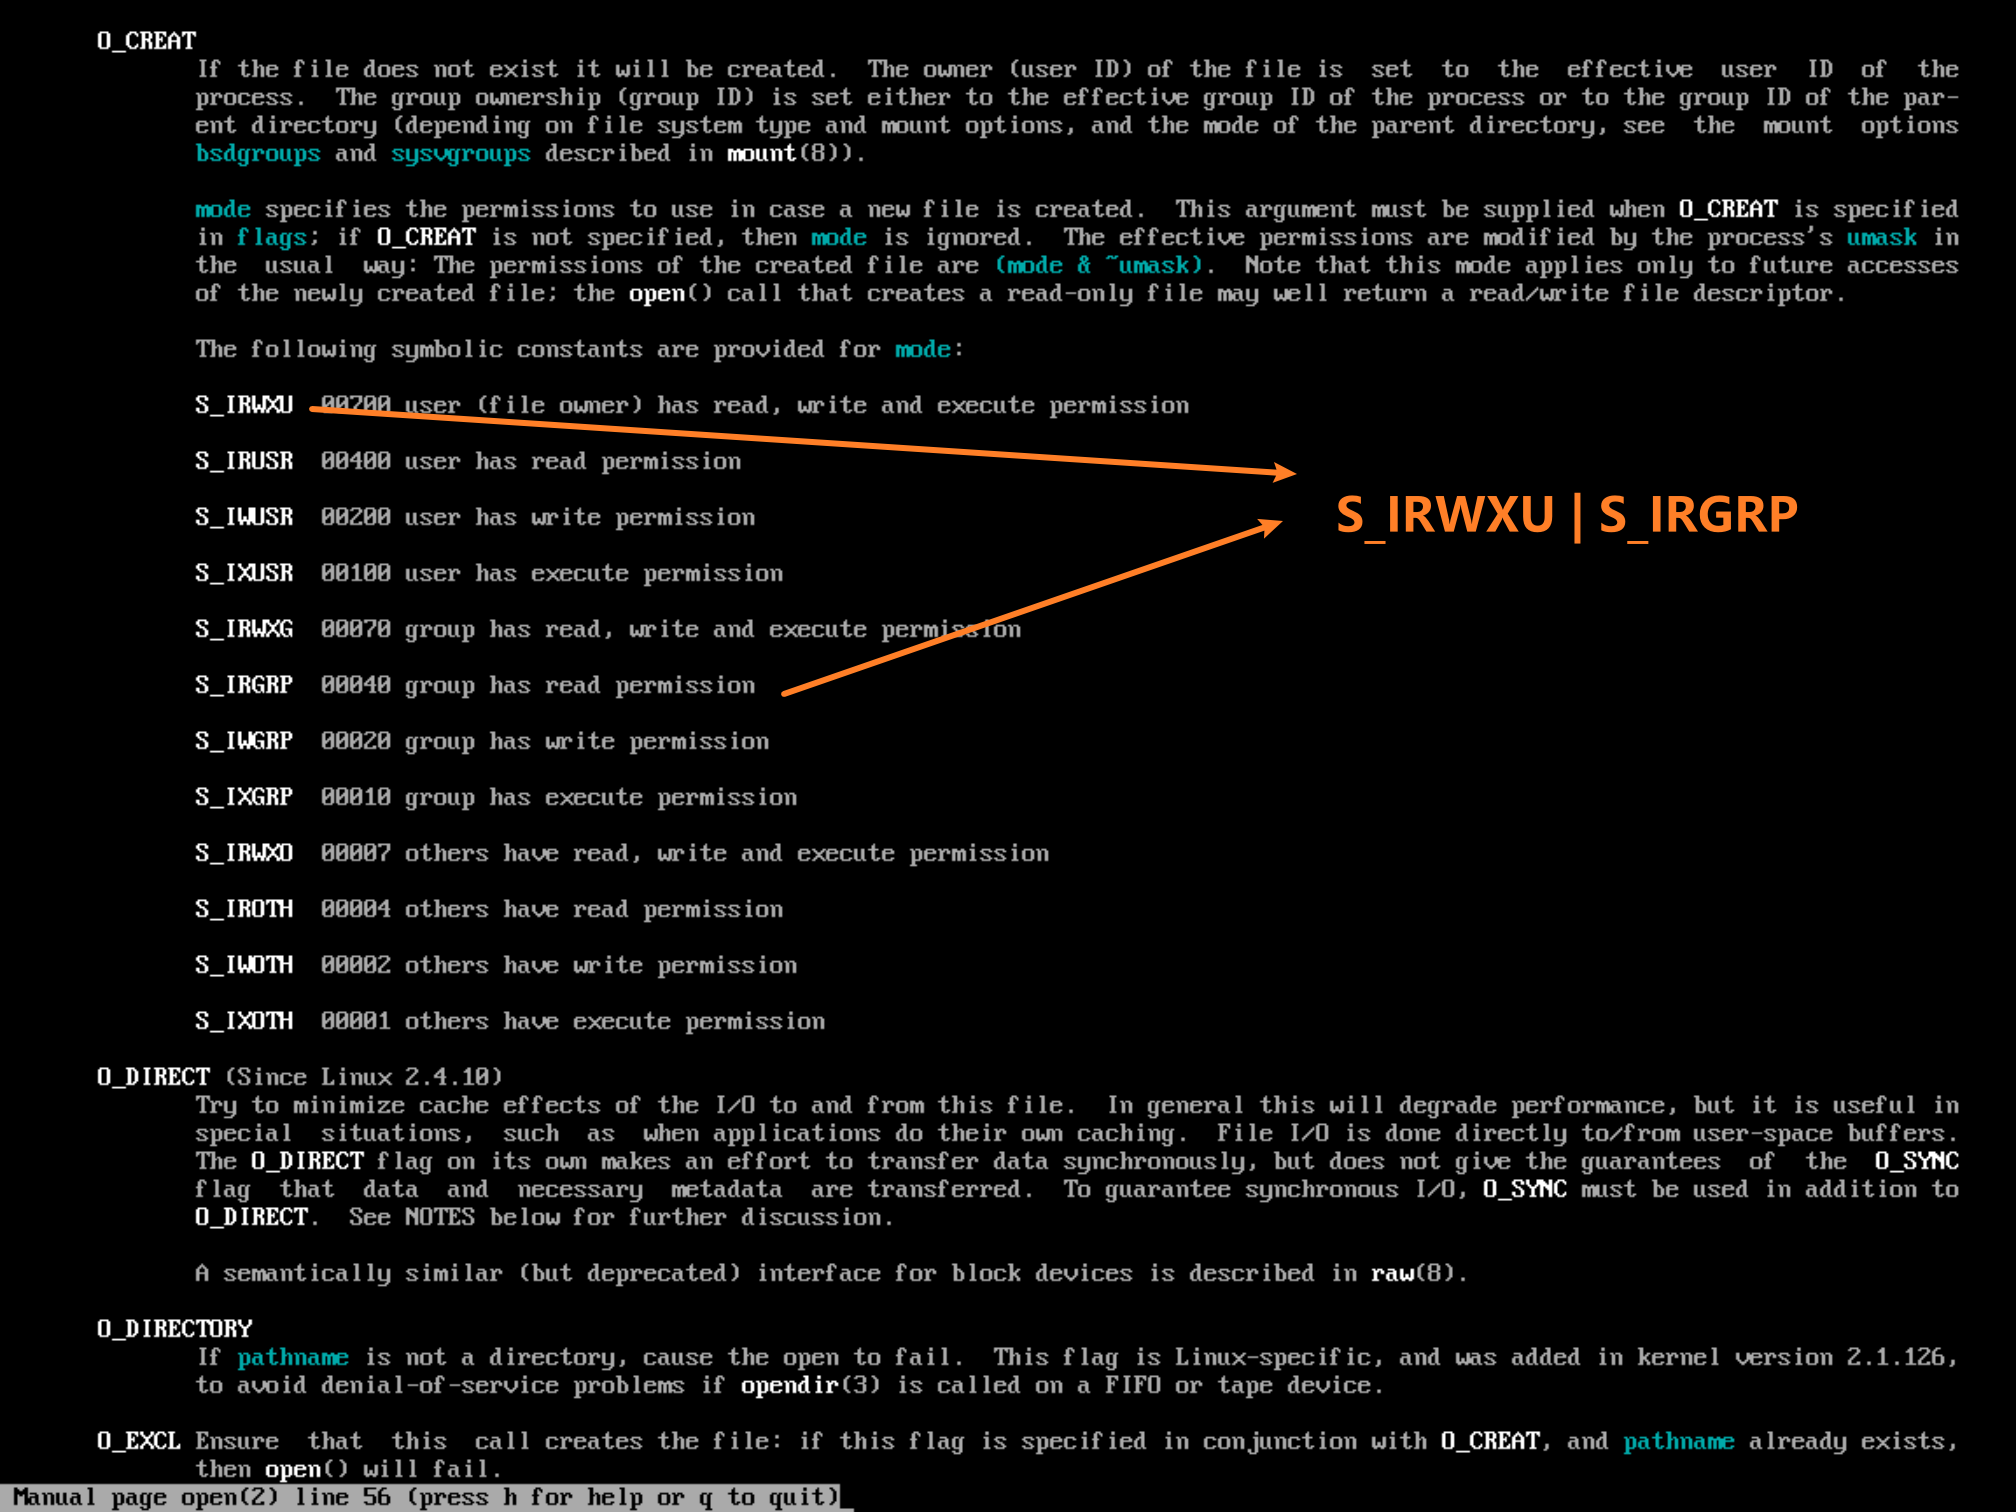 O_CREAT
If the file does not exist it will be created. The owner (user ID) of the file is set to the effective user ID of the
process. The group ownership (group ID) is set either to the effective group ID of the process or to the group ID of the par-
ent directory (depending on file system type and mount options, and the mode of the parent directory, see the mount options
bsdgroups and sysvgroups described in mount(8)).
mode specifies the permissions to use in case a new file is created. This argument must be supplied when O_CREAT is specified
in flags; if O_CREAT is not specified, then mode is ignored. The effective permissions are modified by the process's umask in
the usual way: The permissions of the created file are (mode & ~umask). Note that this mode applies only to future accesses
of the newly created file; the open() call that creates a read-only file may well return a read/write file descriptor.
The following symbolic constants are provided for mode:
S_IRWXU 00700 user (file owner) has read, write and execute permission
S_IRUSR 00400 user has read permission
S_IWUSR 00200 user has write permission
S_IRWXU | S_IRGRP
S_IXUSR 00100 user has execute permission
S_IRWXG 00070 group has read, write and execute permission
S_IRGRP 00040 group has read permission
S_IWGRP 00020 group has write permission
S_IXGRP 00010 group has execute permission
S_IRWXO 00007 others have read, write and execute permission
S_IROTH 00004 others have read permission
S_IWOTH 00002 others have write permission
S_IXOTH 00001 others have execute permission
O_DIRECT (Since Linux 2.4.10)
Try to minimize cache effects of the I/O to and from this file. In general this will degrade performance, but it is useful in
special situations, such as when applications do their own caching. File I/O is done directly to/from user-space buffers.
The O_DIRECT flag on its own makes an effort to transfer data synchronously, but does not give the guarantees of the O_SYNC
flag that data and necessary metadata are transferred. To guarantee synchronous I/O, O_SYNC must be used in addition to
O_DIRECT. See NOTES below for further discussion.
A semantically similar (but deprecated) interface for block devices is described in raw(8).
O_DIRECTORY
If pathname is not a directory, cause the open to fail. This flag is Linux-specific, and was added in kernel version 2.1.126,
to avoid denial-of-service problems if opendir(3) is called on a FIFO or tape device.
O_EXCL Ensure that this call creates the file: if this flag is specified in conjunction with O_CREAT, and pathname already exists,
then open() will fail.
Manual page open(2) line 56 (press h for help or q to quit)